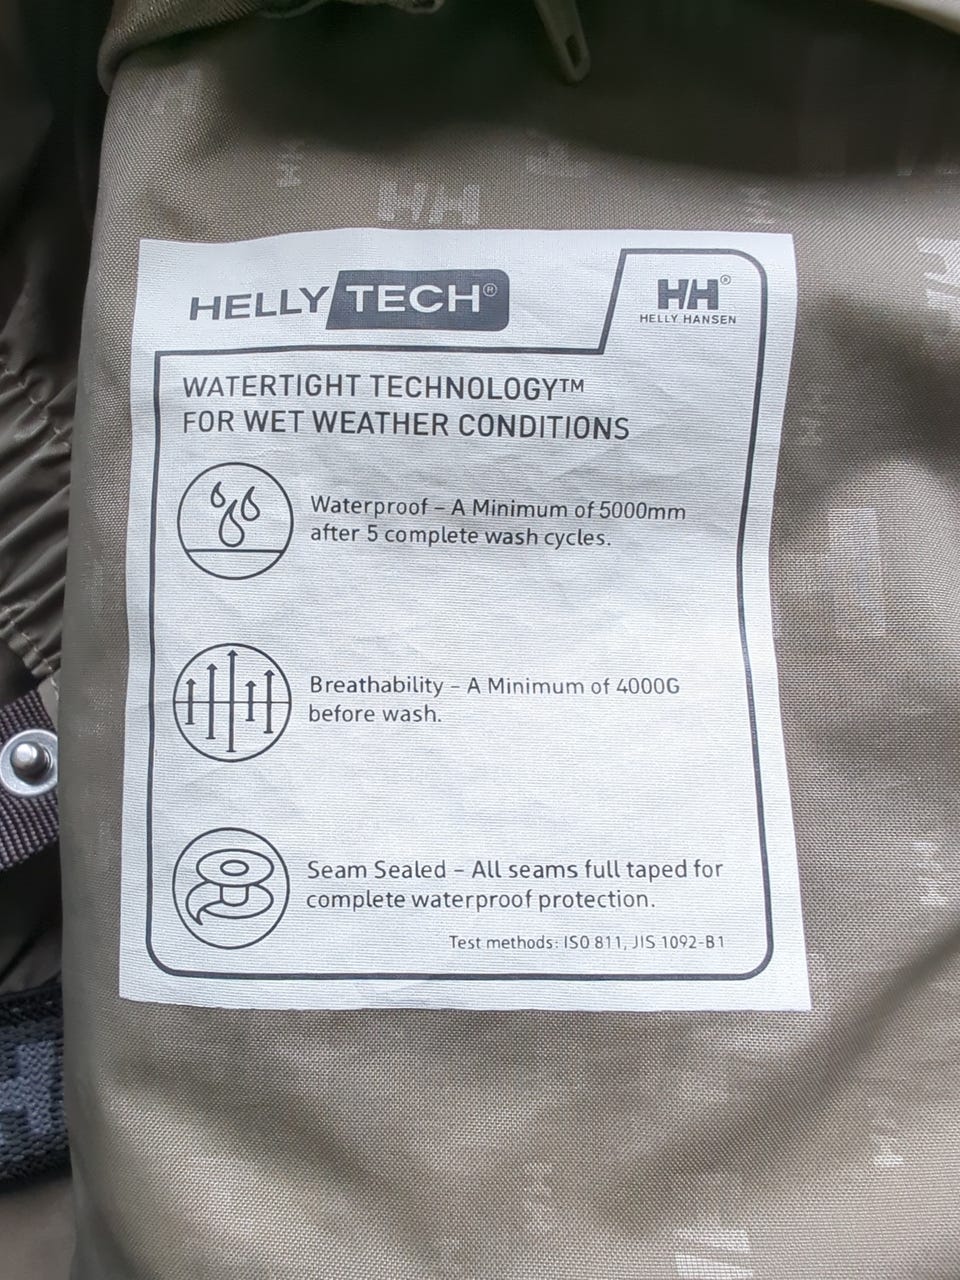 HH
HELLY TECH®
HH®
HELLY HANSEN
WATERTIGHT TECHNOLOGY™
FOR WET WEATHER CONDITIONS
Waterproof – A Minimum of 5000mm
after 5 complete wash cycles.
Breathability – A Minimum of 4000G
before wash.
Seam Sealed – All seams full taped for
complete waterproof protection.
Test methods: ISO 811, JIS 1092-B1